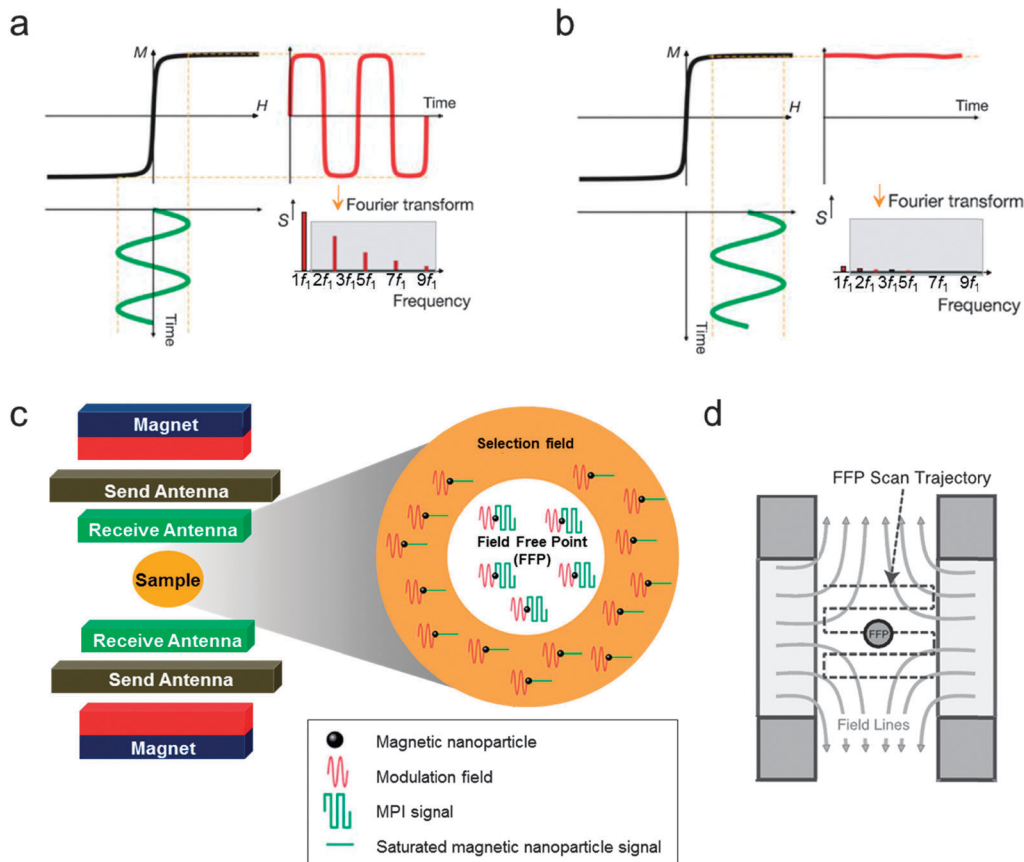 a
M
H
Time
Fourier transform
S
1f₁ 2f₁ 3f₁ 5f₁ 7f₁ 9f₁
Frequency
Time
b
M
H
Time
Fourier transform
S
1f₁ 2f₁ 3f₁ 5f₁ 7f₁ 9f₁
Frequency
Time
c
Magnet
Send Antenna
Receive Antenna
Sample
Receive Antenna
Send Antenna
Magnet
Selection field
Field Free Point
(FFP)
Magnetic nanoparticle
Modulation field
MPI signal
Saturated magnetic nanoparticle signal
d
FFP Scan Trajectory
FFP
Field Lines